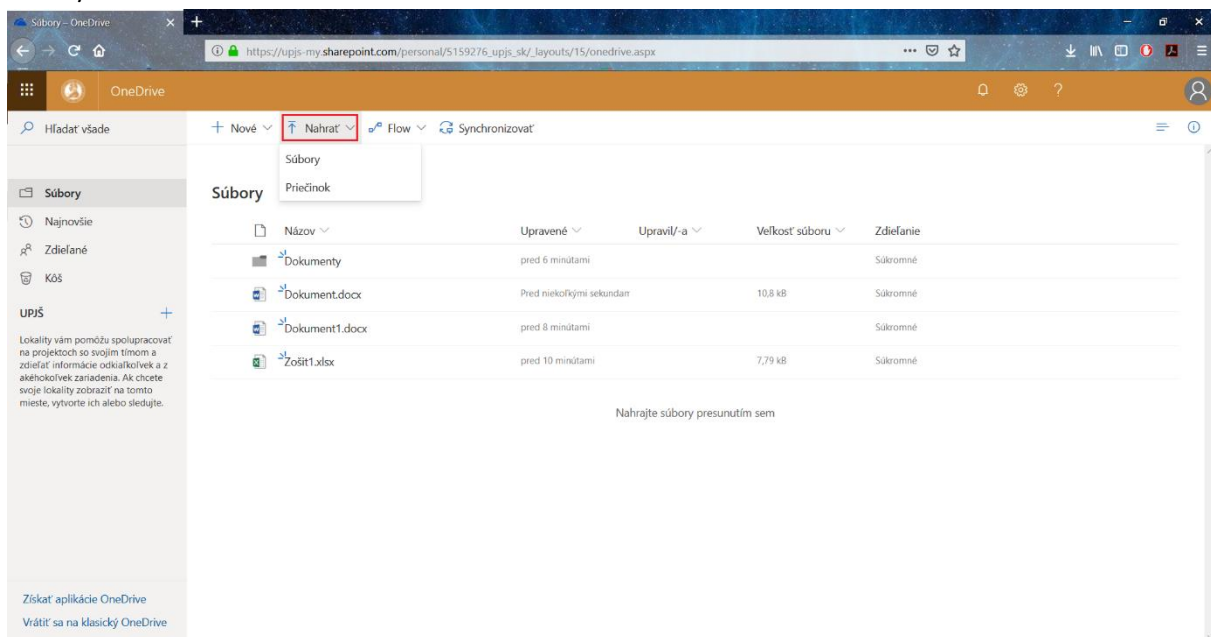 Súbory – OneDrive
https://upjs-my.sharepoint.com/personal/5159276_upjs_sk/_layouts/15/onedrive.aspx
OneDrive
Hľadať všade
Nové
Nahrať
Flow
Synchronizovať
Súbory
Priečinok
Súbory
Najnovšie
Zdieľané
Kôš
UPJŠ
Lokality vám pomôžu spolupracovať
na projektoch so svojím tímom a
zdieľať informácie odkiaľkoľvek a z
akéhokoľvek zariadenia. Ak chcete
svoje lokality zobraziť na tomto
mieste, vytvorte ich alebo sledujte.
Získať aplikácie OneDrive
Vrátiť sa na klasický OneDrive
Súbory
Názov Upravené Upravil/-a Veľkosť súboru Zdieľanie
Dokumenty pred 6 minútami Súkromné
Dokument.docx Pred niekoľkými sekundam 10,8 kB Súkromné
Dokument1.docx pred 8 minútami Súkromné
Zošit1.xlsx pred 10 minútami 7,79 kB Súkromné
Nahrajte súbory presunutím sem